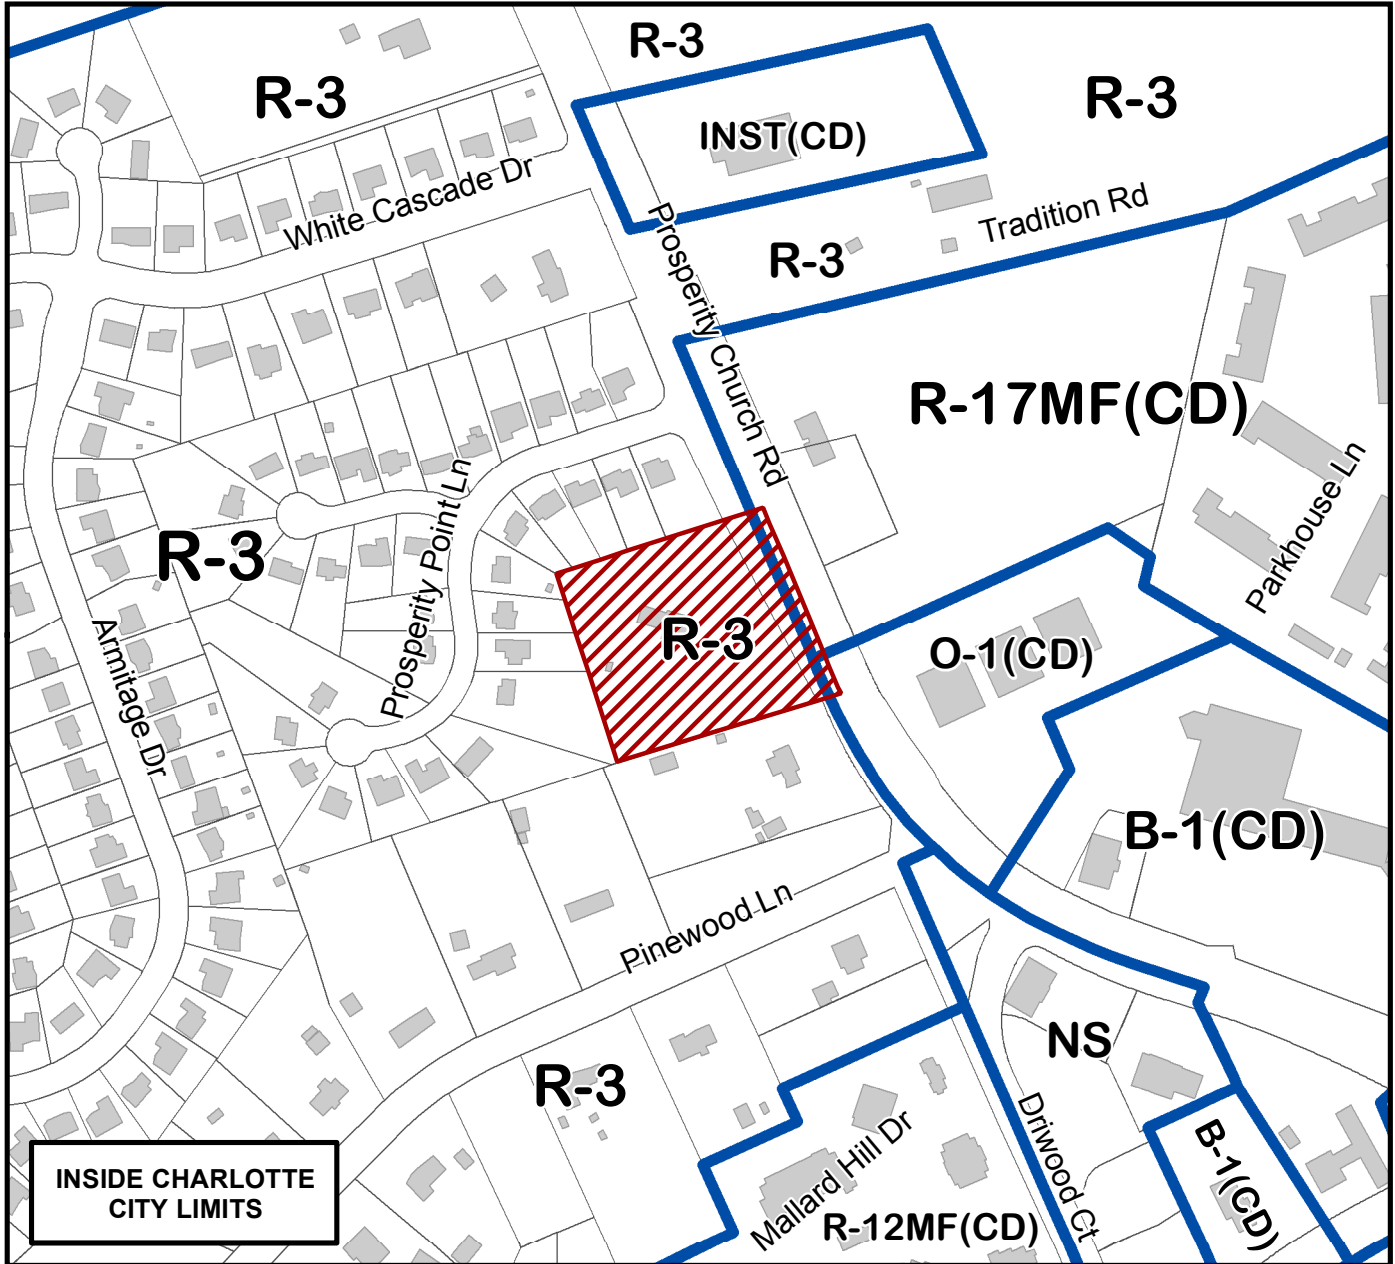 R-3
R-3
R-3
INST(CD)
White Cascade Dr
Tradition Rd
Prosperity Church Rd
R-3
R-17MF(CD)
Parkhouse Ln
Prosperity Point Ln
R-3
R-3
O-1(CD)
Armitage Dr
B-1(CD)
Pinewood Ln
NS
R-3
Driwood Ct
B-1(CD)
Mallard Hill Dr
R-12MF(CD)
INSIDE CHARLOTTE
CITY LIMITS